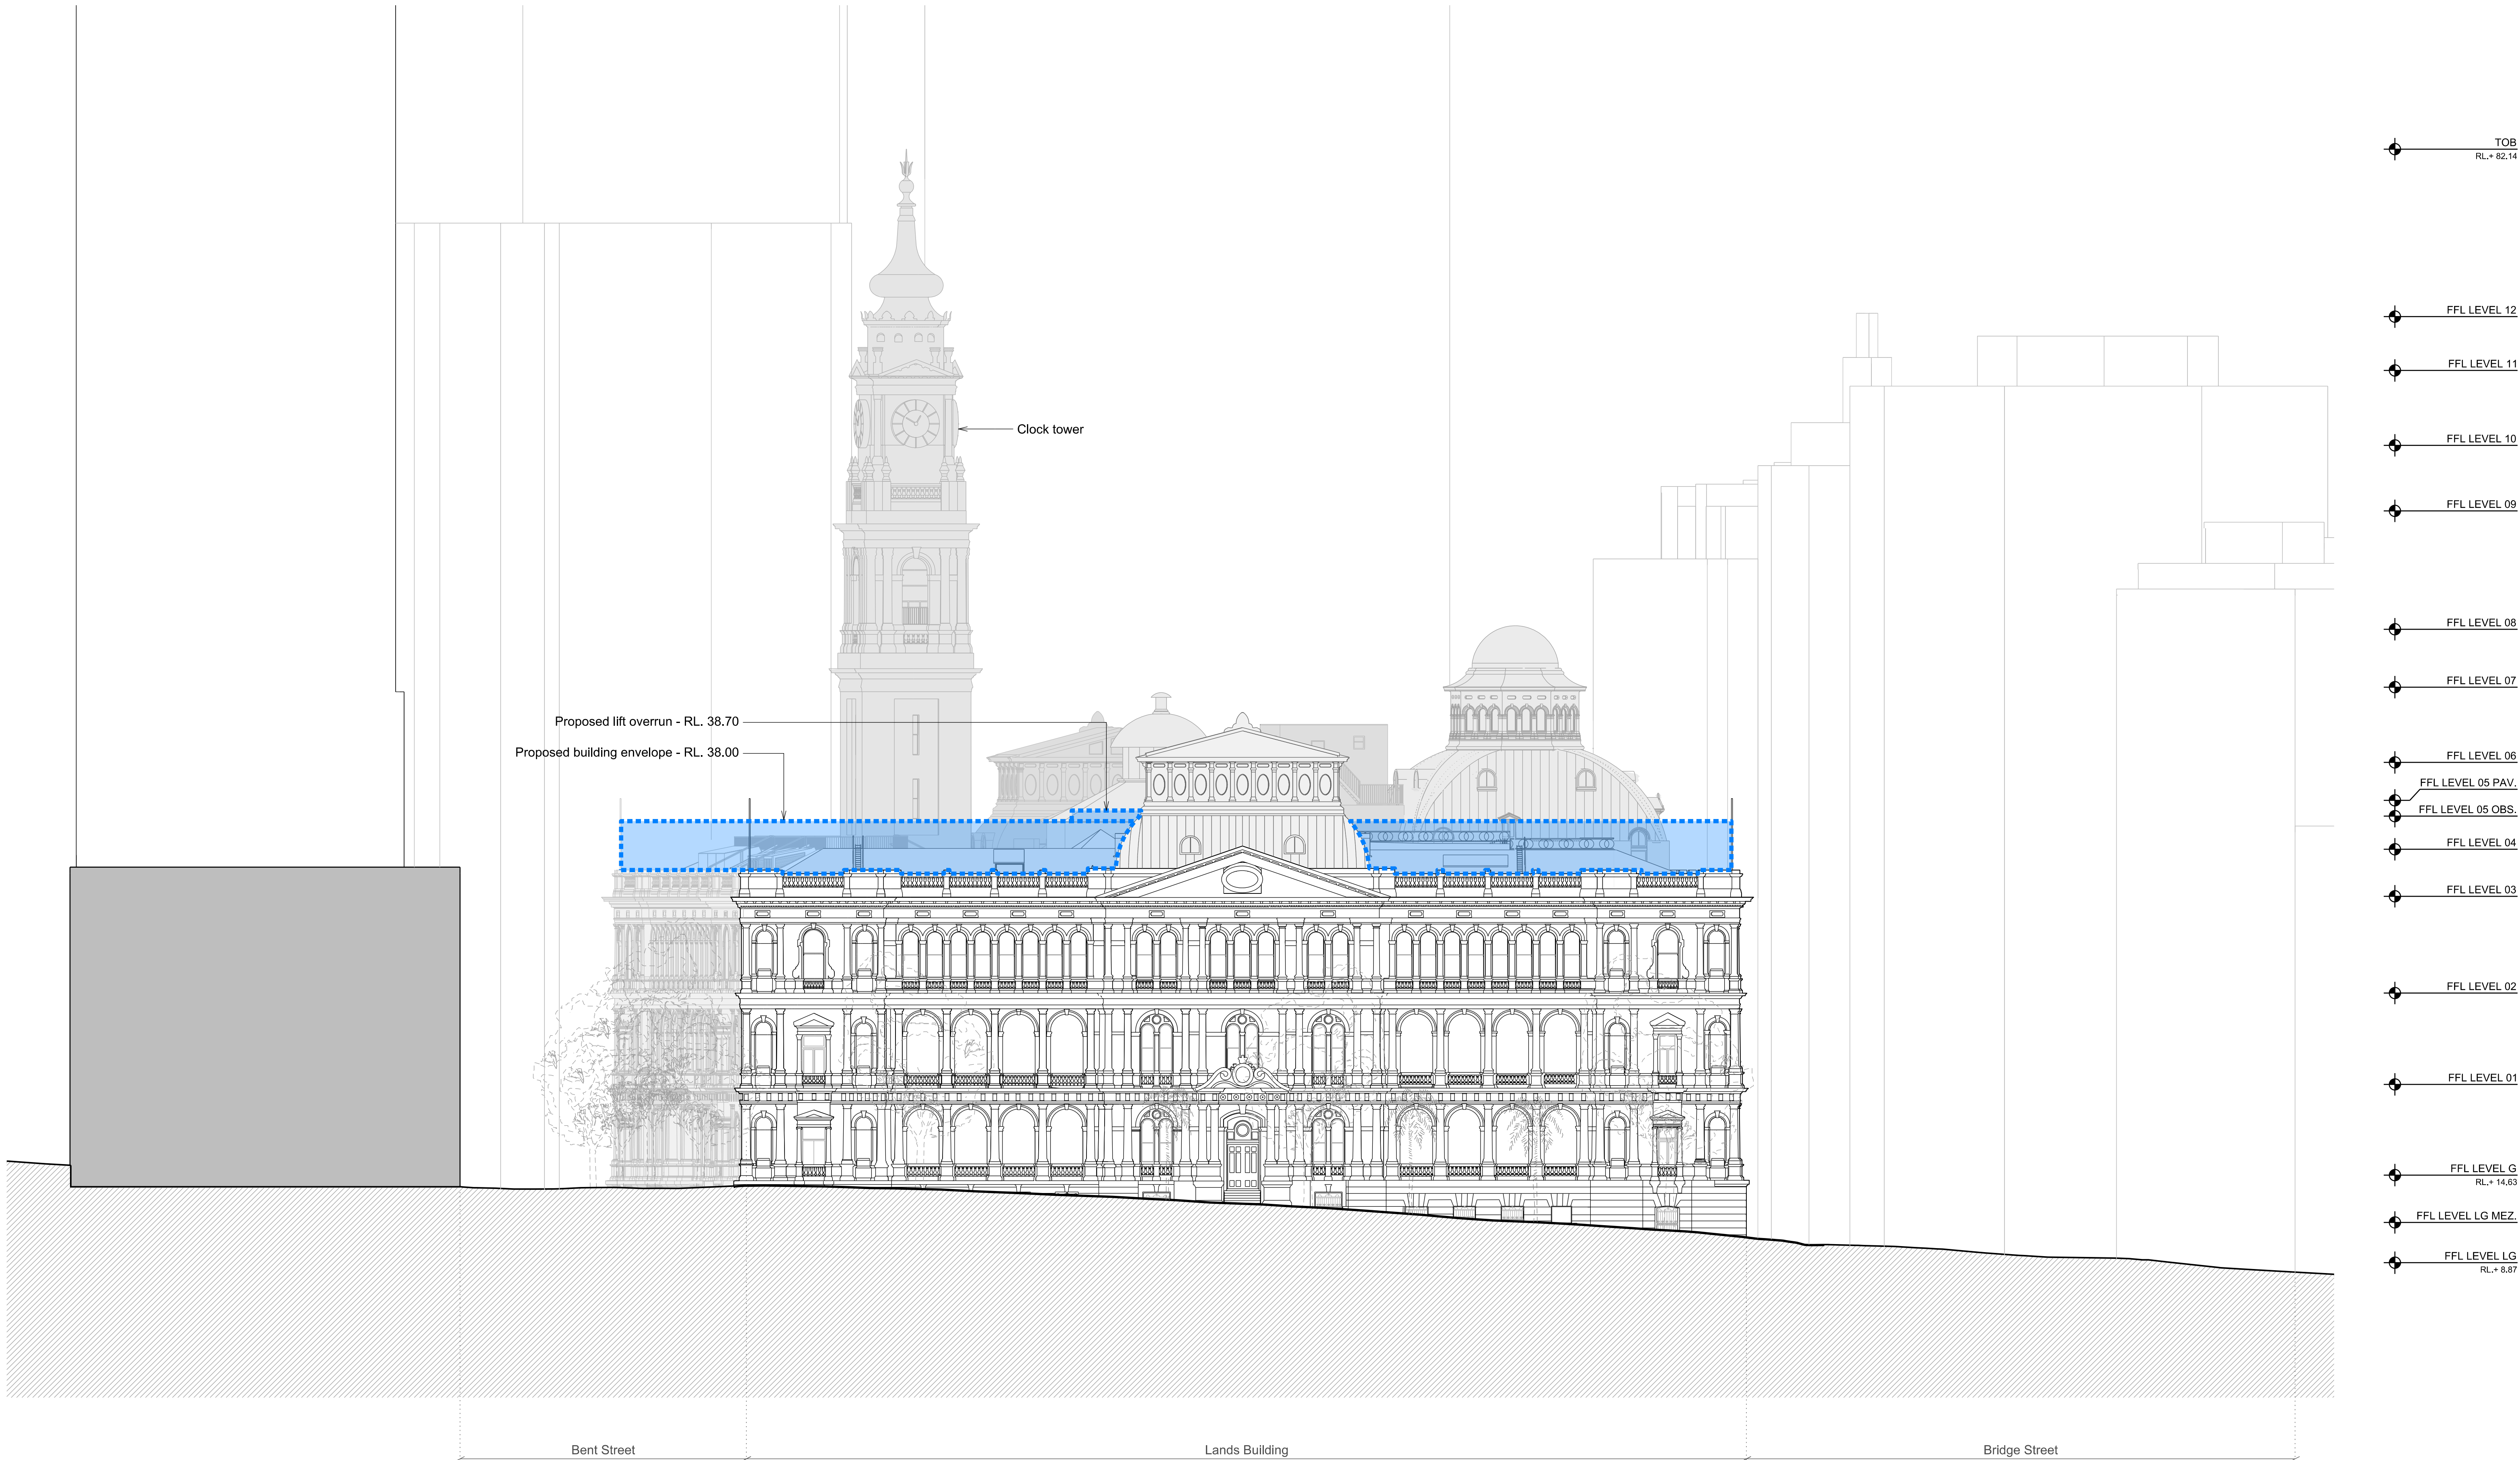 TOB
RL.+ 82.14
FFL LEVEL 12
FFL LEVEL 11
Clock tower
FFL LEVEL 10
FFL LEVEL 09
FFL LEVEL 08
FFL LEVEL 07
Proposed lift overrun - RL. 38.70
Proposed building envelope - RL. 38.00
FFL LEVEL 06
FFL LEVEL 05 PAV.
FFL LEVEL 05 OBS.
FFL LEVEL 04
FFL LEVEL 03
FFL LEVEL 02
FFL LEVEL 01
FFL LEVEL G
RL.+ 14.63
FFL LEVEL LG MEZ.
FFL LEVEL LG
RL.+ 8.87
Bent Street
Lands Building
Bridge Street